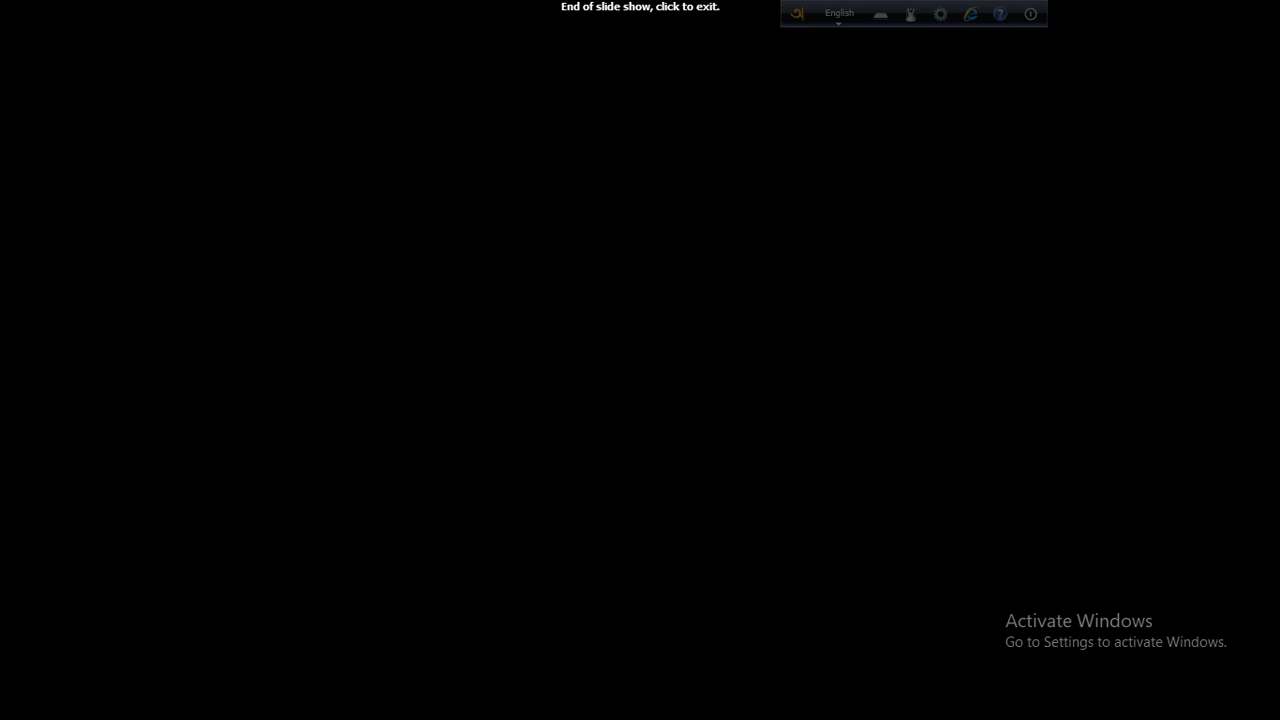 End of slide show, click to exit.
অ English
Activate Windows
Go to Settings to activate Windows.